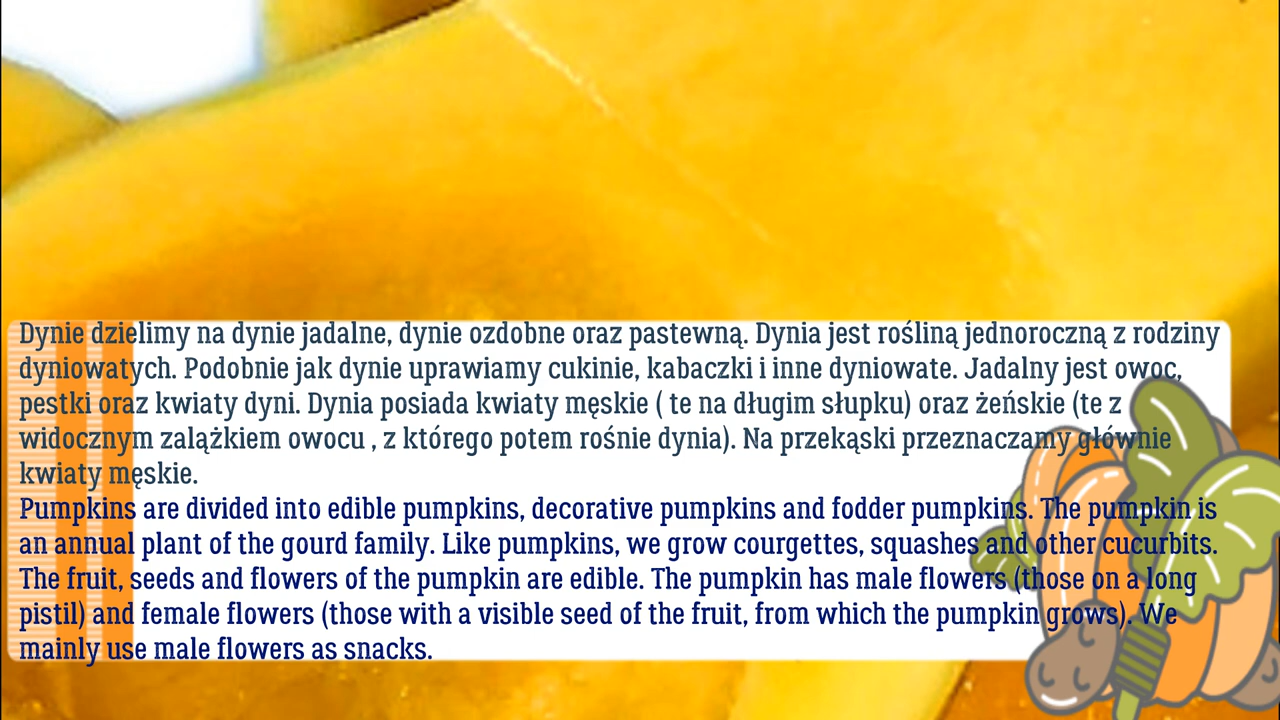 Dynie dzielimy na dynie jadalne, dynie ozdobne oraz pastewną. Dynia jest rośliną jednoroczną z rodziny
dyniowatych. Podobnie jak dynie uprawiamy cukinie, kabaczki i inne dyniowate. Jadalny jest owoc,
pestki oraz kwiaty dyni. Dynia posiada kwiaty męskie ( te na długim słupku) oraz żeńskie (te z
widocznym zalążkiem owocu , z którego potem rośnie dynia). Na przekąski przeznaczamy głównie
kwiaty męskie.
Pumpkins are divided into edible pumpkins, decorative pumpkins and fodder pumpkins. The pumpkin is
an annual plant of the gourd family. Like pumpkins, we grow courgettes, squashes and other cucurbits.
The fruit, seeds and flowers of the pumpkin are edible. The pumpkin has male flowers (those on a long
pistil) and female flowers (those with a visible seed of the fruit, from which the pumpkin grows). We
mainly use male flowers as snacks.